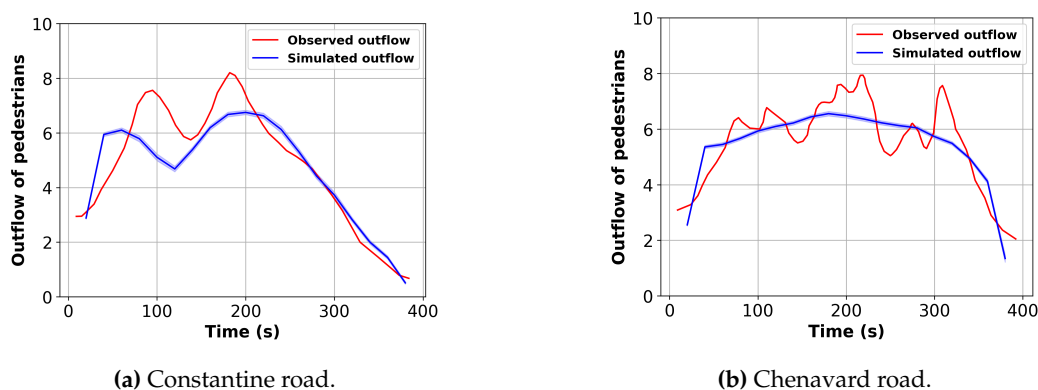 10
8
6
4
2
0
Outflow of pedestrians
Observed outflow
Simulated outflow
0 100 200 300 400
Time (s)
(a) Constantine road.
10
8
6
4
2
0
Outflow of pedestrians
Observed outflow
Simulated outflow
0 100 200 300 400
Time (s)
(b) Chenavard road.